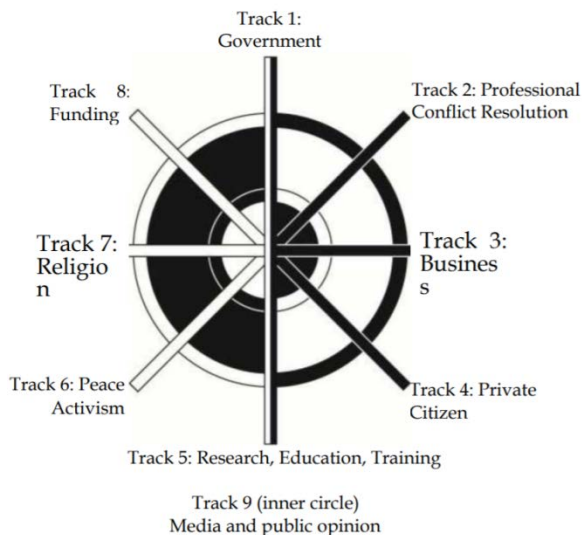 Track 1:
Government
Track 8:
Funding
Track 2: Professional
Conflict Resolution
Track 7:
Religio
n
Track 3:
Busines
s
Track 6: Peace
Activism
Track 4: Private
Citizen
Track 5: Research, Education, Training
Track 9 (inner circle)
Media and public opinion